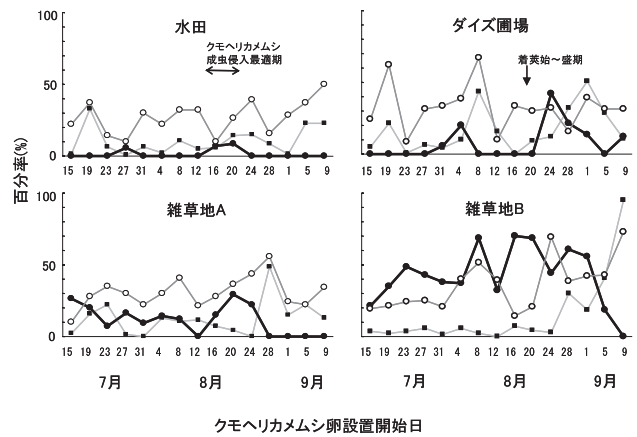 水田
クモヘリカメムシ
成虫侵入最適期
100
50
0
15 19 23 27 31 4 8 12 16 20 24 28 1 5 9
ダイズ圃場
着莢始～盛期
15 19 23 27 31 4 8 12 16 20 24 28 1 5 9
百分率(%)
雑草地A
100
50
0
15 19 23 27 31 4 8 12 16 20 24 28 1 5 9
7月 8月 9月
雑草地B
15 19 23 27 31 4 8 12 16 20 24 28 1 5 9
7月 8月 9月
クモヘリカメムシ卵設置開始日